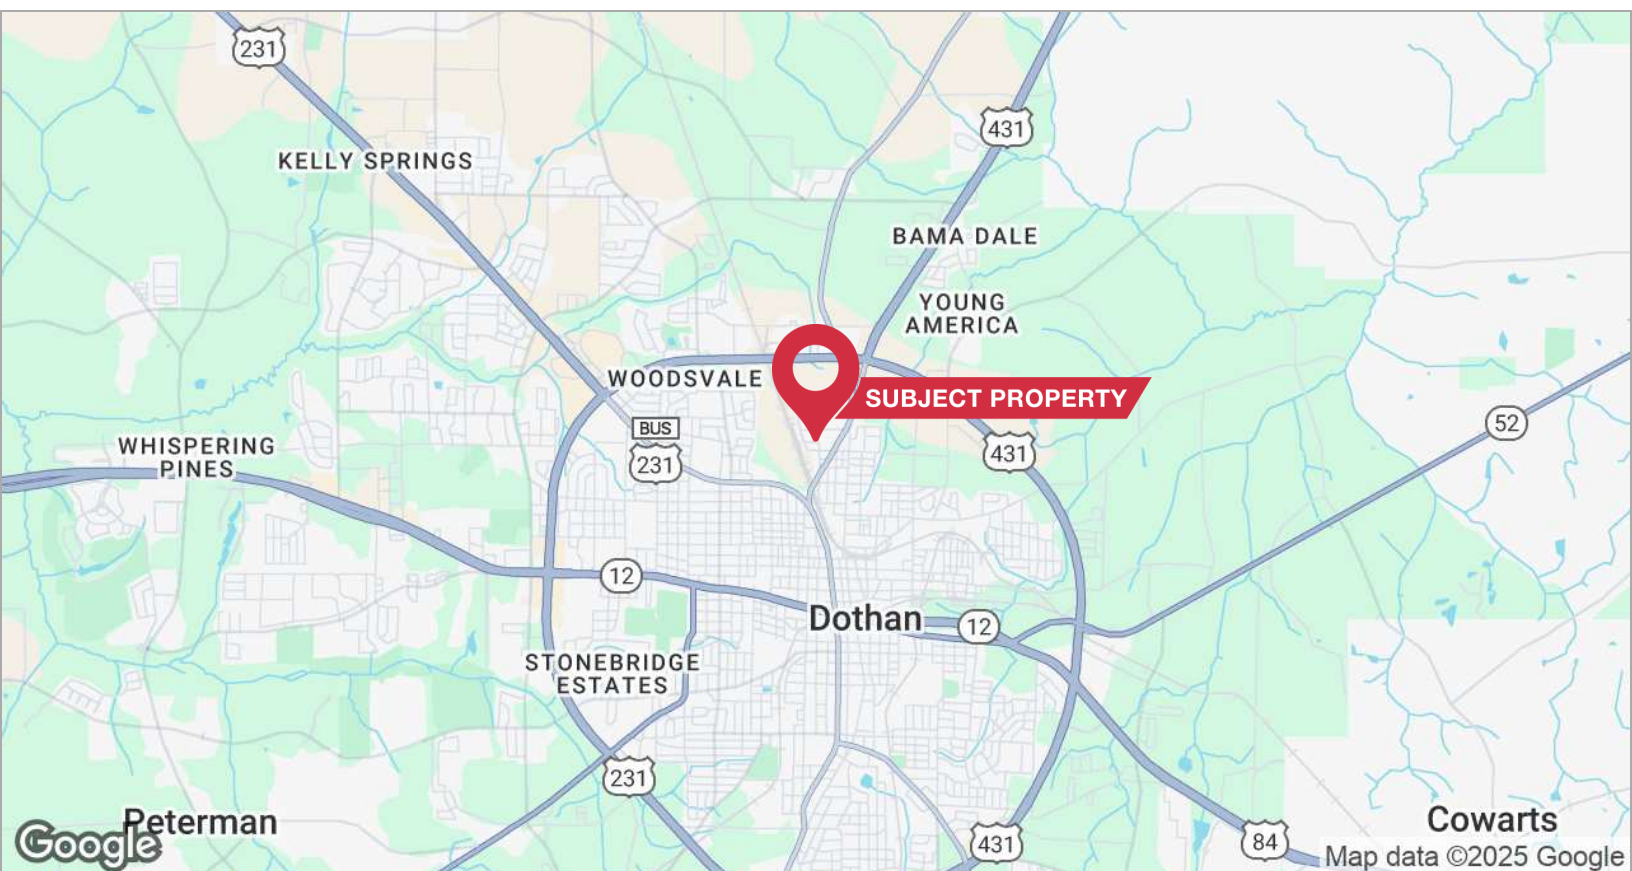 231
431
KELLY SPRINGS
BAMA DALE
YOUNG
AMERICA
WOODSVALE
SUBJECT PROPERTY
BUS
231
52
WHISPERING
PINES
431
12
Dothan
12
STONEBRIDGE
ESTATES
231
Peterman
Cowarts
431
84
Google
Map data ©2025 Google